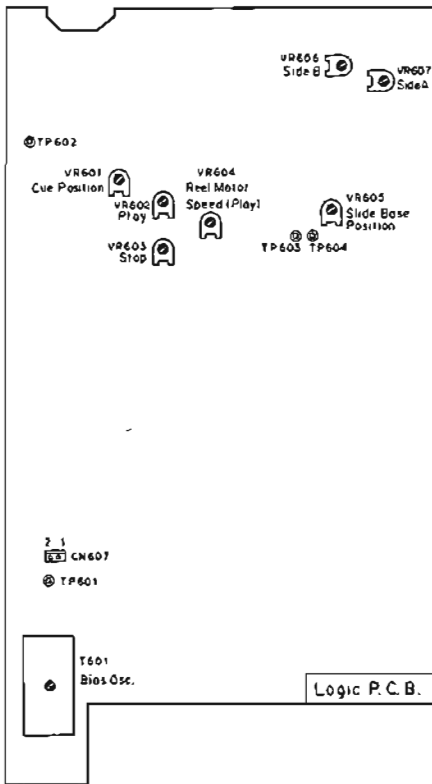 VR606
Side B
VR607
Side A
TP602
VR601
Cue Position
VR602
Play
VR604
Reel Motor
Speed (Play)
VR605
Slide Base
Position
VR603
Stop
TP603 TP604
2 1
CN607
TP601
T601
Bias Osc.
Logic P.C.B.